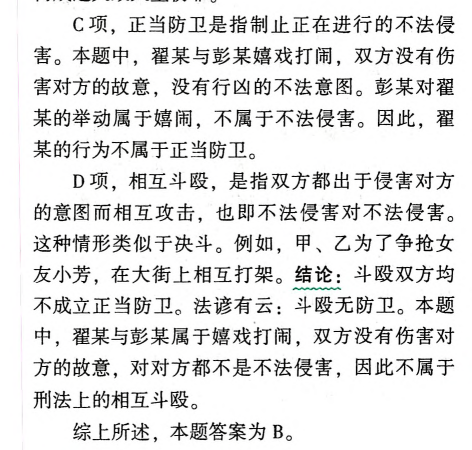 C项，正当防卫是指制止正在进行的不法侵
害。本题中，翟某与彭某嬉戏打闹，双方没有伤
害对方的故意，没有行凶的不法意图。彭某对翟
某的举动属于嬉闹，不属于不法侵害。因此，翟
某的行为不属于正当防卫。
D项，相互斗殴，是指双方都出于侵害对方
的意图而相互攻击，也即不法侵害对不法侵害。
这种情形类似于决斗。例如，甲、乙为了争抢女
友小芳，在大街上相互打架。结论：斗殴双方均
不成立正当防卫。法谚有云：斗殴无防卫。本题
中，翟某与彭某属于嬉戏打闹，双方没有伤害对
方的故意，对对方都不是不法侵害，因此不属于
刑法上的相互斗殴。
综上所述，本题答案为B。